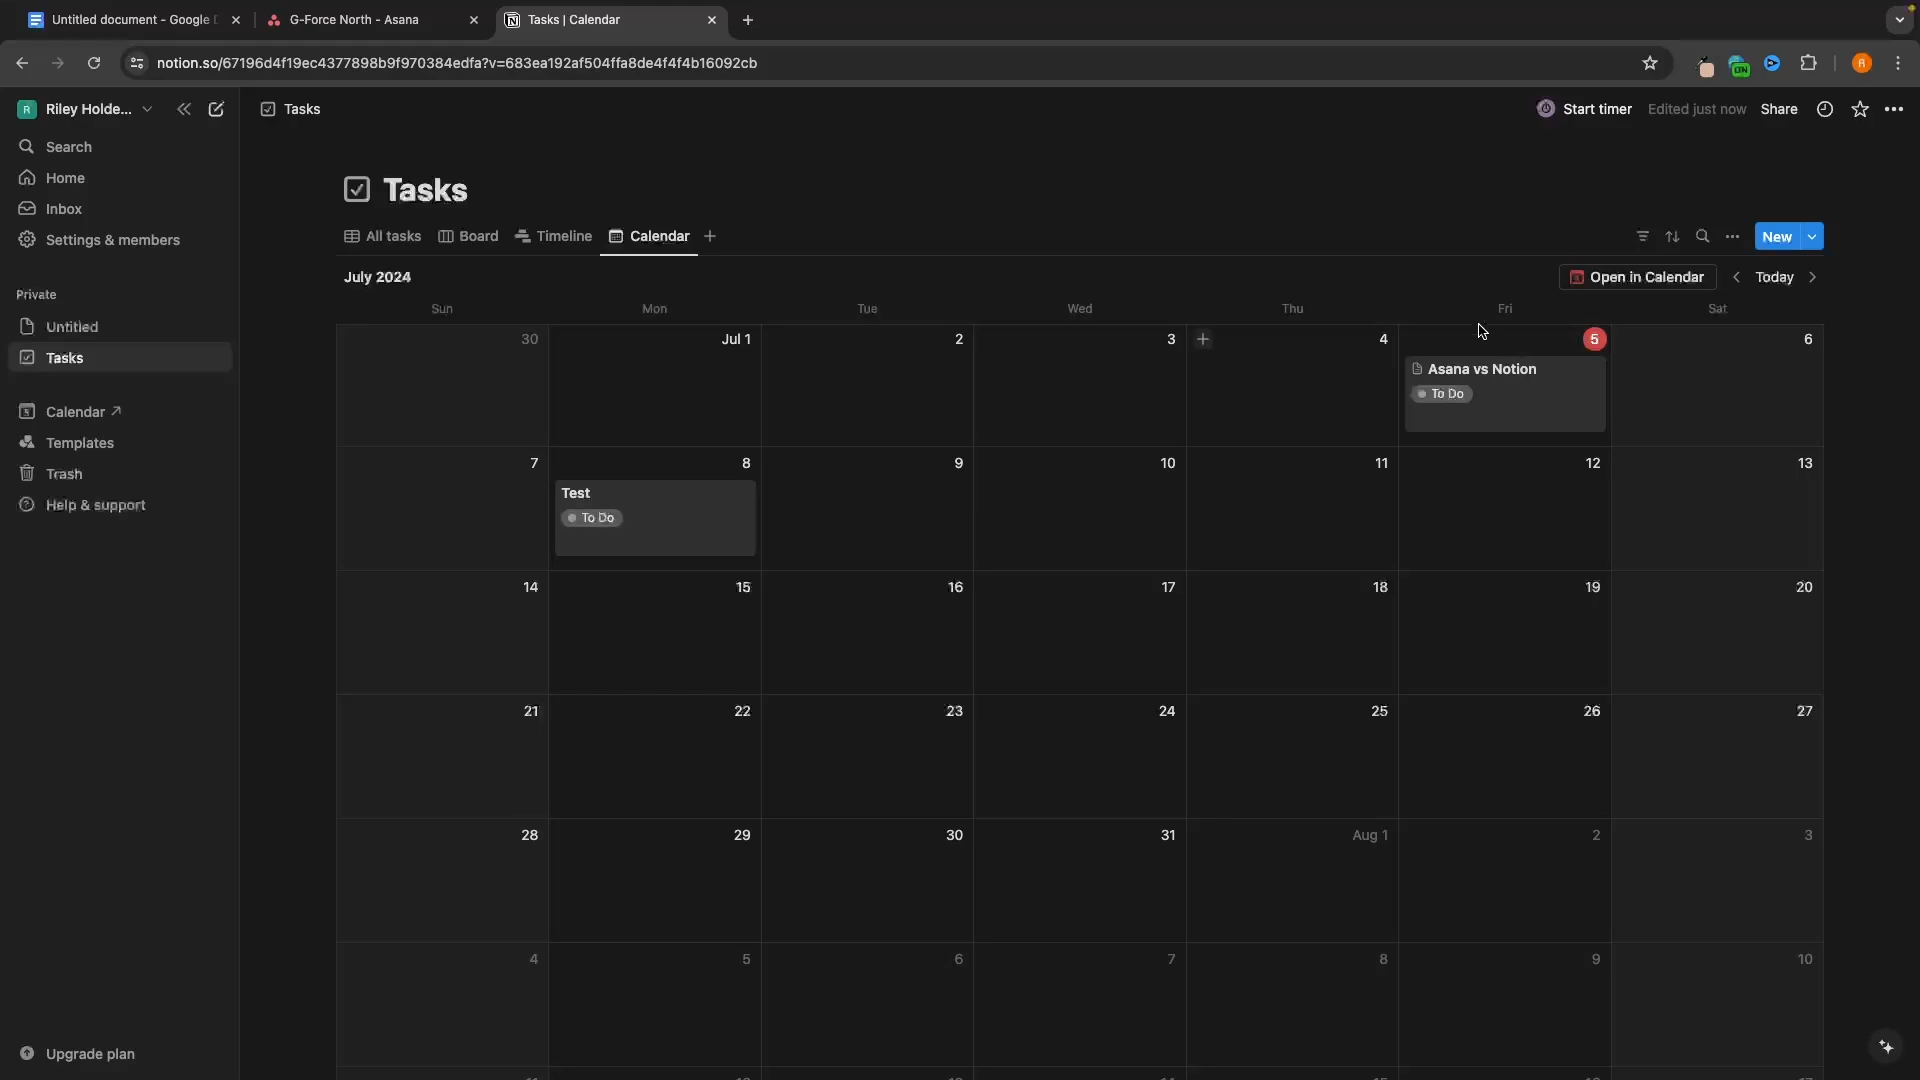 Untitled document - Google D
G-Force North - Asana
Tasks | Calendar
notion.so/67196d4f19ec4377898b9f970384edfa?v=683ea192af504ffa8de4f4f4b16092cb
R
ON
R
Riley Holde...
Search
Home
Inbox
Settings & members
Private
Untitled
Tasks
Calendar ↗
Templates
Trash
Help & support
Upgrade plan
Tasks
Start timer
Edited just now
Share
Tasks
All tasks
Board
Timeline
Calendar
New
July 2024
Open in Calendar
Today
Sun Mon Tue Wed Thu Fri Sat
30 Jul 1 2 3 4 5 6
Asana vs Notion
To Do
7 8 9 10 11 12 13
Test
To Do
14 15 16 17 18 19 20
21 22 23 24 25 26 27
28 29 30 31 Aug 1 2 3
4 5 6 7 8 9 10